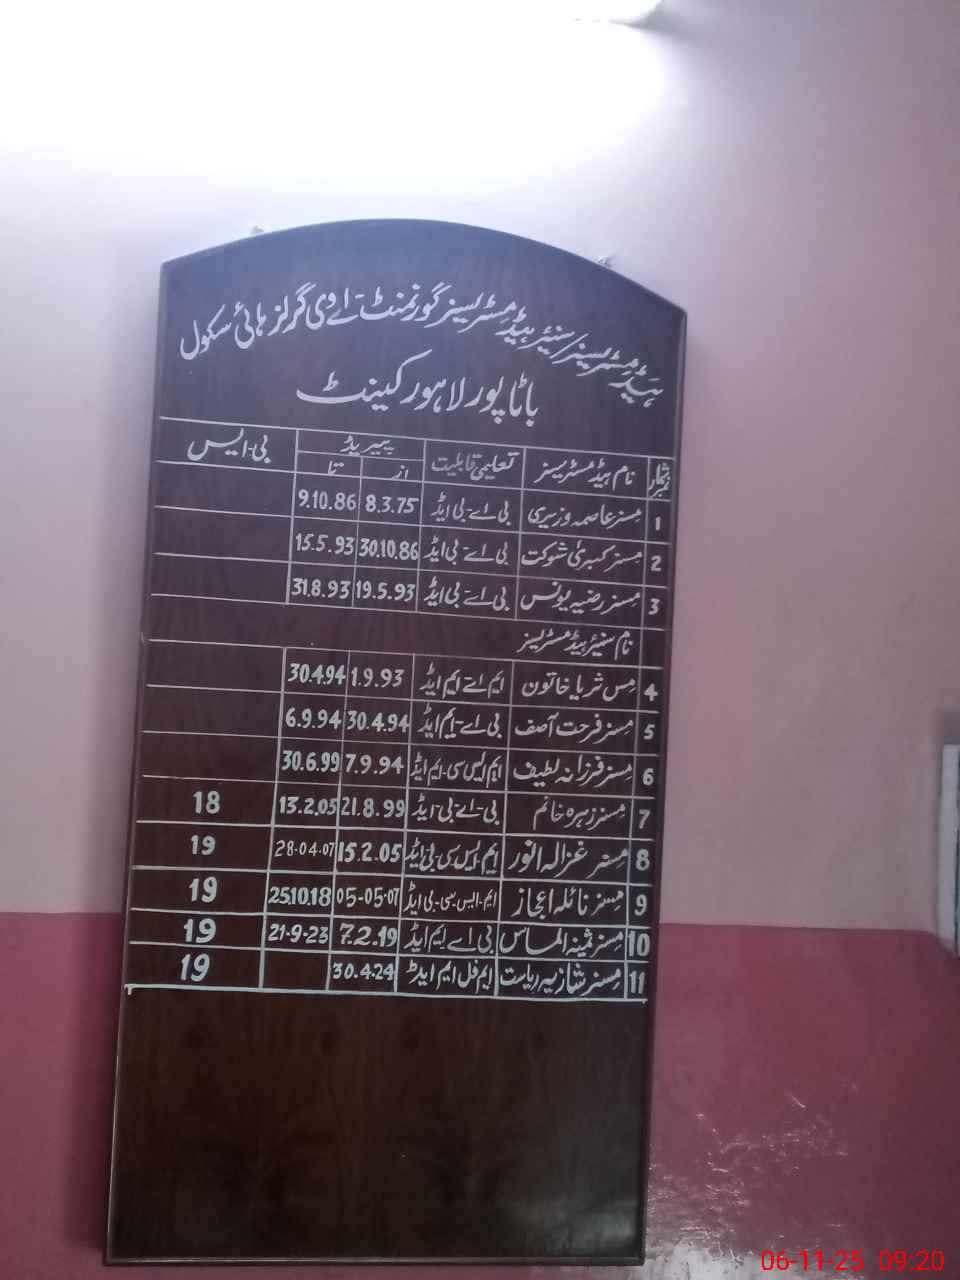 ہیڈ مسٹریسیز/سنیئر ہیڈ مسٹریسیز گورنمنٹ اے وی گرلز ہائی سکول
باٹا پور لاہور کینٹ
نمبر شمار نام ہیڈ مسٹریسیز تعلیمی قابلیت پیریڈ بی-ایس
از تا
1 مسز عاصمہ وزیری بی-اے-بی ایڈ 8.3.75 9.10.86
2 مسز کبریٰ شوکت بی-اے-بی ایڈ 30.10.86 15.5.93
3 مسز رضیہ یونس بی-اے-بی ایڈ 19.5.93 31.8.93
نام سنیئر ہیڈ مسٹریسیز
4 مس ثریا خاتون ایم اے ایم ایڈ 1.9.93 30.4.94
5 مسز فرحت آصف بی-اے-ایم ایڈ 30.4.94 6.9.94
6 مسز فرزانہ لطیف ایم ایس سی-ایم ایڈ 7.9.94 30.6.99
7 مسز زہرہ خانم بی-اے-بی-ایڈ 21.8.99 13.2.05 18
8 مسز غزالہ انور ایم ایس سی-بی ایڈ 15.2.05 28-04-07 19
9 مسز نائلہ اعجاز ایم-ایس-سی-بی ایڈ 05-05-07 25.10.18 19
10 مسز ثمینہ الماس بی اے ایم ایڈ 7.2.19 21-9-23 19
11 مسز شازیہ ریاست ایم فل ایم ایڈ 30.4.24 19
06-11-25 09:20